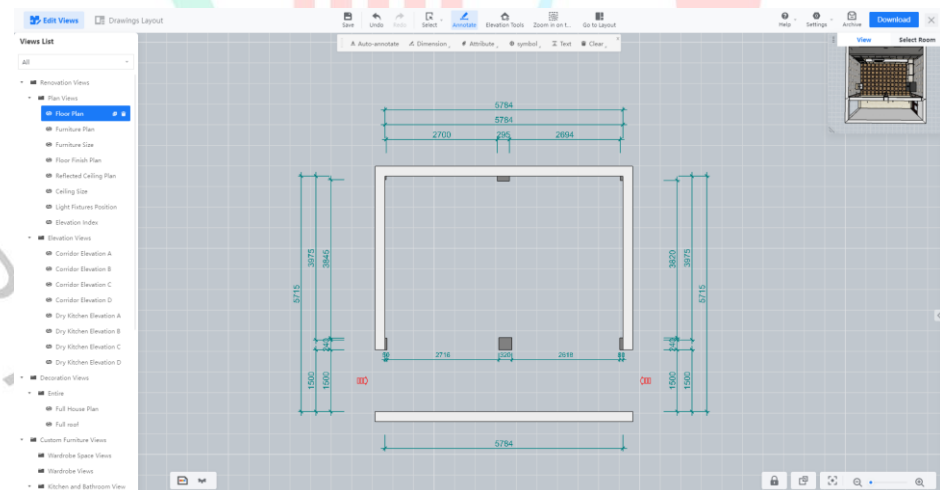 Edit Views
Drawings Layout
Save
Undo
Redo
Select
Annotate
Elevation Tools
Zoom in on t...
Go to Layout
Help
Settings
Archive
Download
Views List
All
Auto-annotate
Dimension
Attribute
symbol
Text
Clear
View
Select Room
Renovation Views
Plan Views
Floor Plan
Furniture Plan
Furniture Size
Floor Finish Plan
Reflected Ceiling Plan
Ceiling Size
Light Fixtures Position
Elevation Index
Elevation Views
Corridor Elevation A
Corridor Elevation B
Corridor Elevation C
Corridor Elevation D
Dry Kitchen Elevation A
Dry Kitchen Elevation B
Dry Kitchen Elevation C
Dry Kitchen Elevation D
Decoration Views
Entire
Full House Plan
Full roof
Custom Furniture Views
Wardrobe Space Views
Wardrobe Views
Kitchen and Bathroom View
5784
5784
2700
295
2694
5715
3975
3845
245
1500
1500
3820
3975
5715
1500
1500
2716
2618
5784